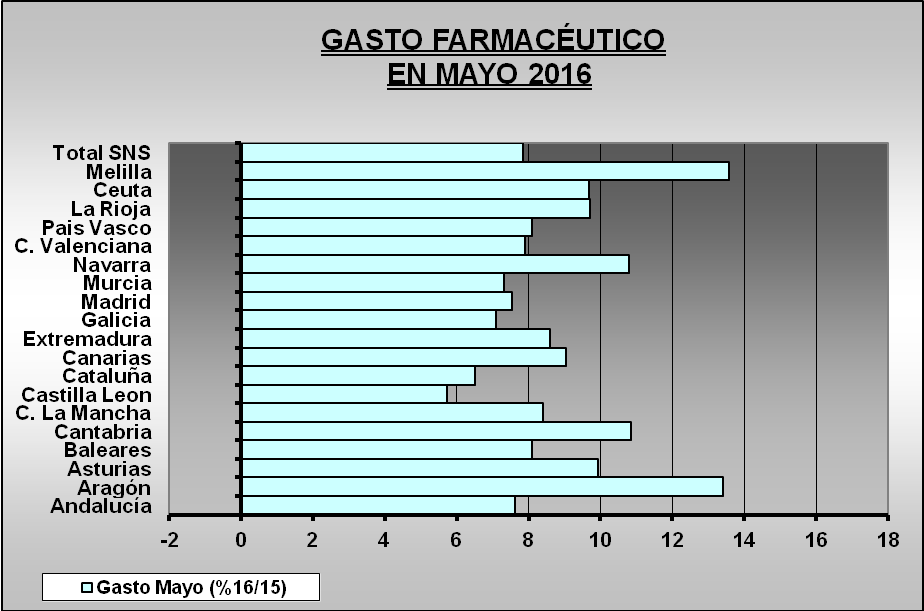 GASTO FARMACÉUTICO
EN MAYO 2016
Total SNS
Melilla
Ceuta
La Rioja
Pais Vasco
C. Valenciana
Navarra
Murcia
Madrid
Galicia
Extremadura
Canarias
Cataluña
Castilla Leon
C. La Mancha
Cantabria
Baleares
Asturias
Aragón
Andalucía
-2 0 2 4 6 8 10 12 14 16 18
Gasto Mayo (%16/15)